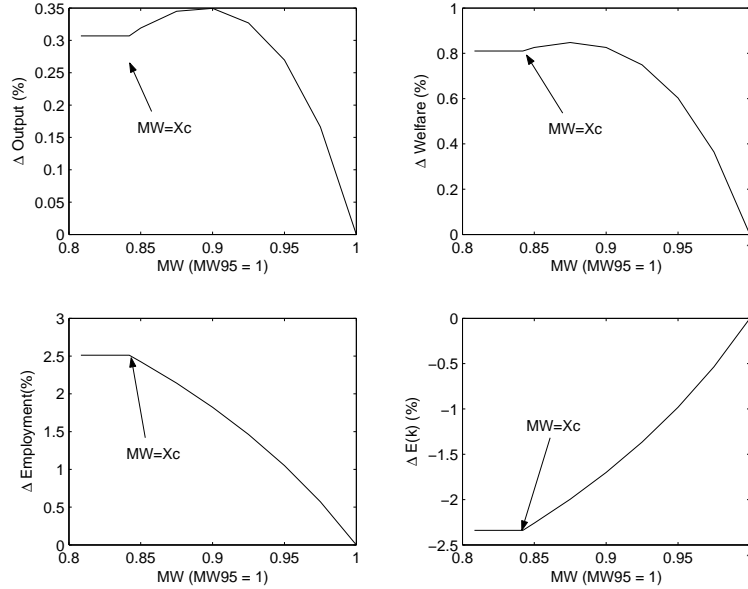 0.35
0.3
0.25
0.2
0.15
0.1
0.05
0
Δ Output (%)
MW=Xc
0.8 0.85 0.9 0.95 1
MW (MW95 = 1)
1
0.8
0.6
0.4
0.2
0
Δ Welfare (%)
MW=Xc
0.8 0.85 0.9 0.95 1
MW (MW95 = 1)
3
2.5
2
1.5
1
0.5
0
Δ Employment(%)
MW=Xc
0.8 0.85 0.9 0.95 1
MW (MW95 = 1)
0
−0.5
−1
−1.5
−2
−2.5
Δ E(k) (%)
MW=Xc
0.8 0.85 0.9 0.95 1
MW (MW95 = 1)